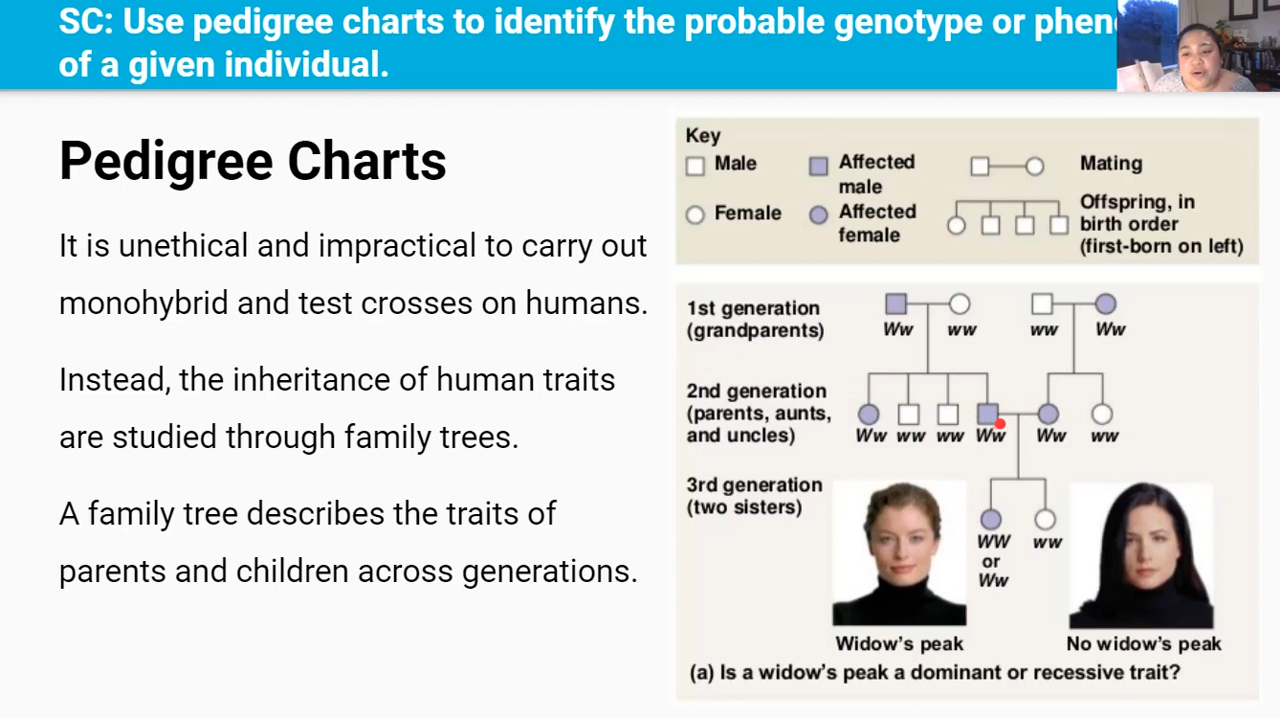 SC: Use pedigree charts to identify the probable genotype or phen
of a given individual.
Pedigree Charts
It is unethical and impractical to carry out
monohybrid and test crosses on humans.
Instead, the inheritance of human traits
are studied through family trees.
A family tree describes the traits of
parents and children across generations.
Key
Male
Affected
male
Mating
Female
Affected
female
Offspring, in
birth order
(first-born on left)
1st generation
(grandparents)
Ww ww ww Ww
2nd generation
(parents, aunts,
and uncles)
Ww ww ww Ww Ww ww
3rd generation
(two sisters)
WW
or
Ww
ww
Widow's peak
No widow's peak
(a) Is a widow's peak a dominant or recessive trait?